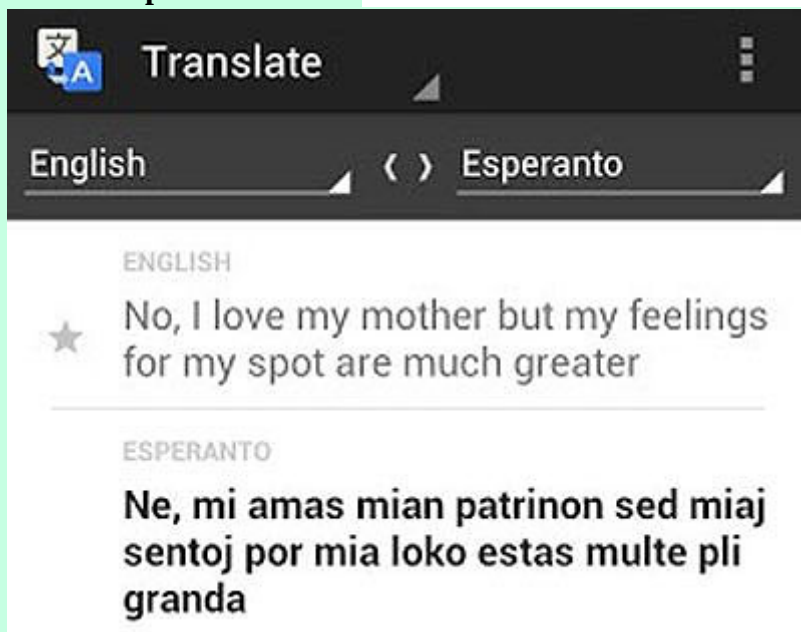 Translate
English ‹ › Esperanto
ENGLISH
No, I love my mother but my feelings
for my spot are much greater
ESPERANTO
Ne, mi amas mian patrinon sed miaj
sentoj por mia loko estas multe pli
granda